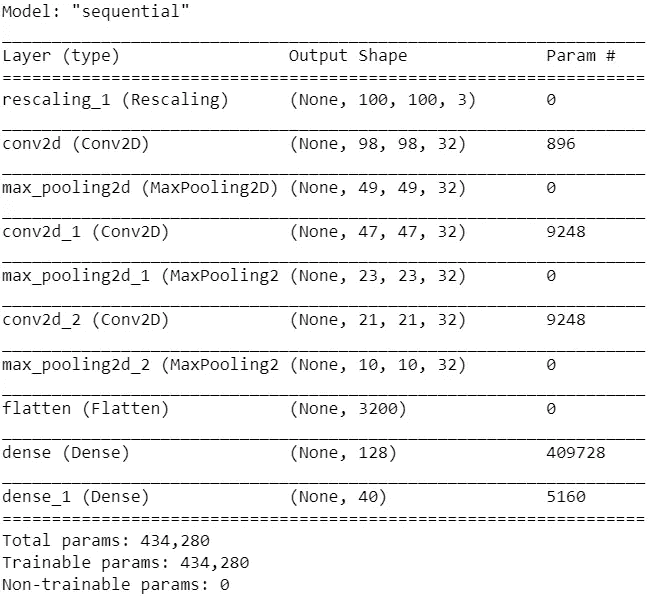 Model: "sequential"
Layer (type) Output Shape Param #
rescaling_1 (Rescaling) (None, 100, 100, 3) 0
conv2d (Conv2D) (None, 98, 98, 32) 896
max_pooling2d (MaxPooling2D) (None, 49, 49, 32) 0
conv2d_1 (Conv2D) (None, 47, 47, 32) 9248
max_pooling2d_1 (MaxPooling2 (None, 23, 23, 32) 0
conv2d_2 (Conv2D) (None, 21, 21, 32) 9248
max_pooling2d_2 (MaxPooling2 (None, 10, 10, 32) 0
flatten (Flatten) (None, 3200) 0
dense (Dense) (None, 128) 409728
dense_1 (Dense) (None, 40) 5160
Total params: 434,280
Trainable params: 434,280
Non-trainable params: 0